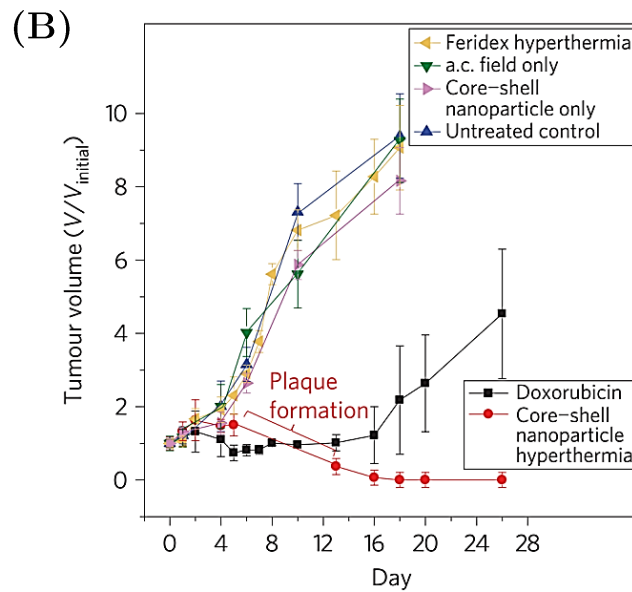 (B)
Feridex hyperthermia
a.c. field only
Core-shell
nanoparticle only
Untreated control
Tumour volume (V/Vinitial)
10
8
6
4
2
0
Plaque
formation
Doxorubicin
Core-shell
nanoparticle
hyperthermia
0 4 8 12 16 20 24 28
Day